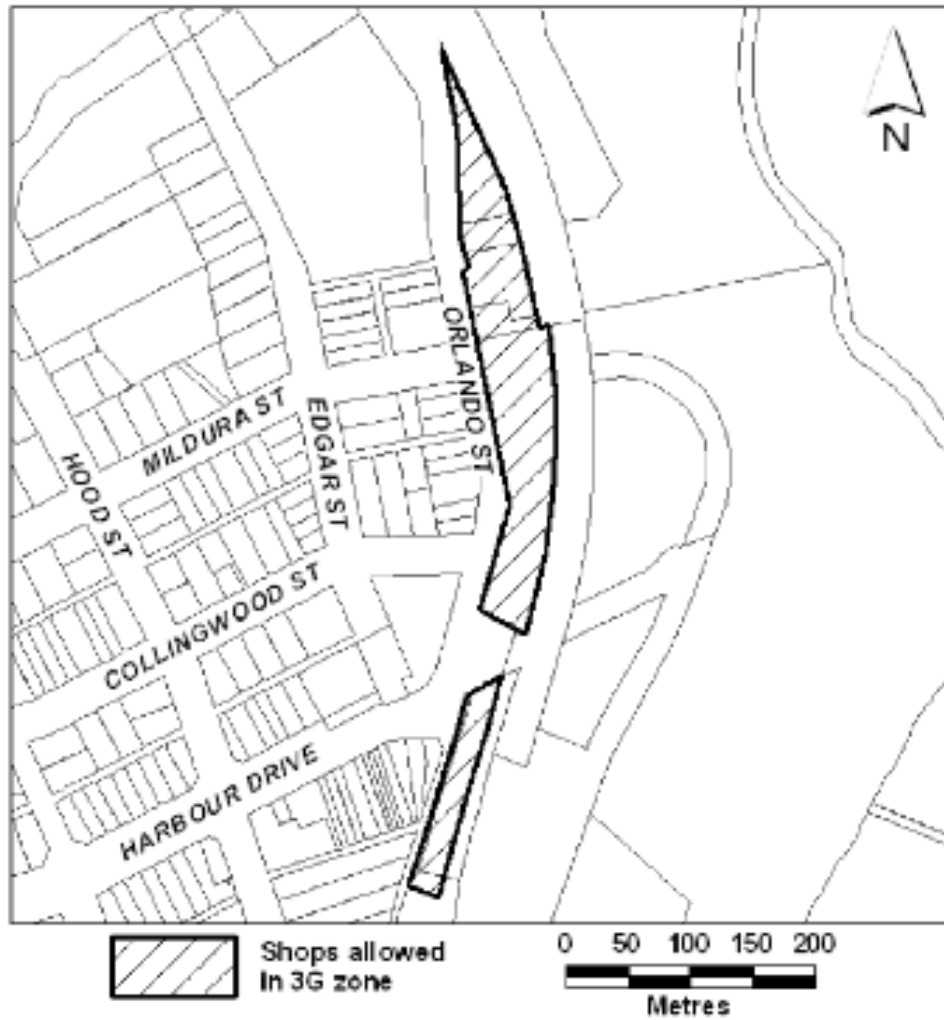 N
ORLANDO ST
MILDURA ST
EDGAR ST
HOOD ST
COLLINGWOOD ST
HARBOUR DRIVE
Shops allowed
in 3G zone
0 50 100 150 200
Metres